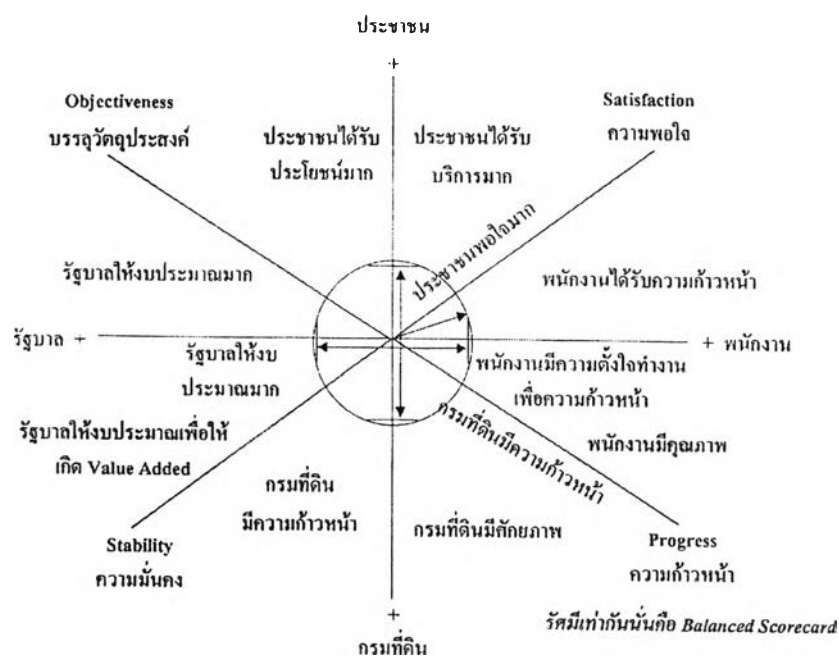 ประชาชน
+
Objectiveness
บรรลุวัตถุประสงค์
Satisfaction
ความพอใจ
ประชาชนได้รับ
ประโยชน์มาก
ประชาชนได้รับ
บริการมาก
ประชาชนพอใจมาก
รัฐบาลให้งบประมาณมาก
พนักงานได้รับความก้าวหน้า
รัฐบาล +
+ พนักงาน
รัฐบาลให้งบ
ประมาณมาก
พนักงานมีความตั้งใจทำงาน
เพื่อความก้าวหน้า
รัฐบาลให้งบประมาณเพื่อให้
เกิด Value Added
กรมที่ดินมีความก้าวหน้า
พนักงานมีคุณภาพ
กรมที่ดิน
มีความก้าวหน้า
กรมที่ดินมีศักยภาพ
Stability
ความมั่นคง
Progress
ความก้าวหน้า
+
กรมที่ดิน
รัศมีเท่ากันนั่นคือ Balanced Scorecard